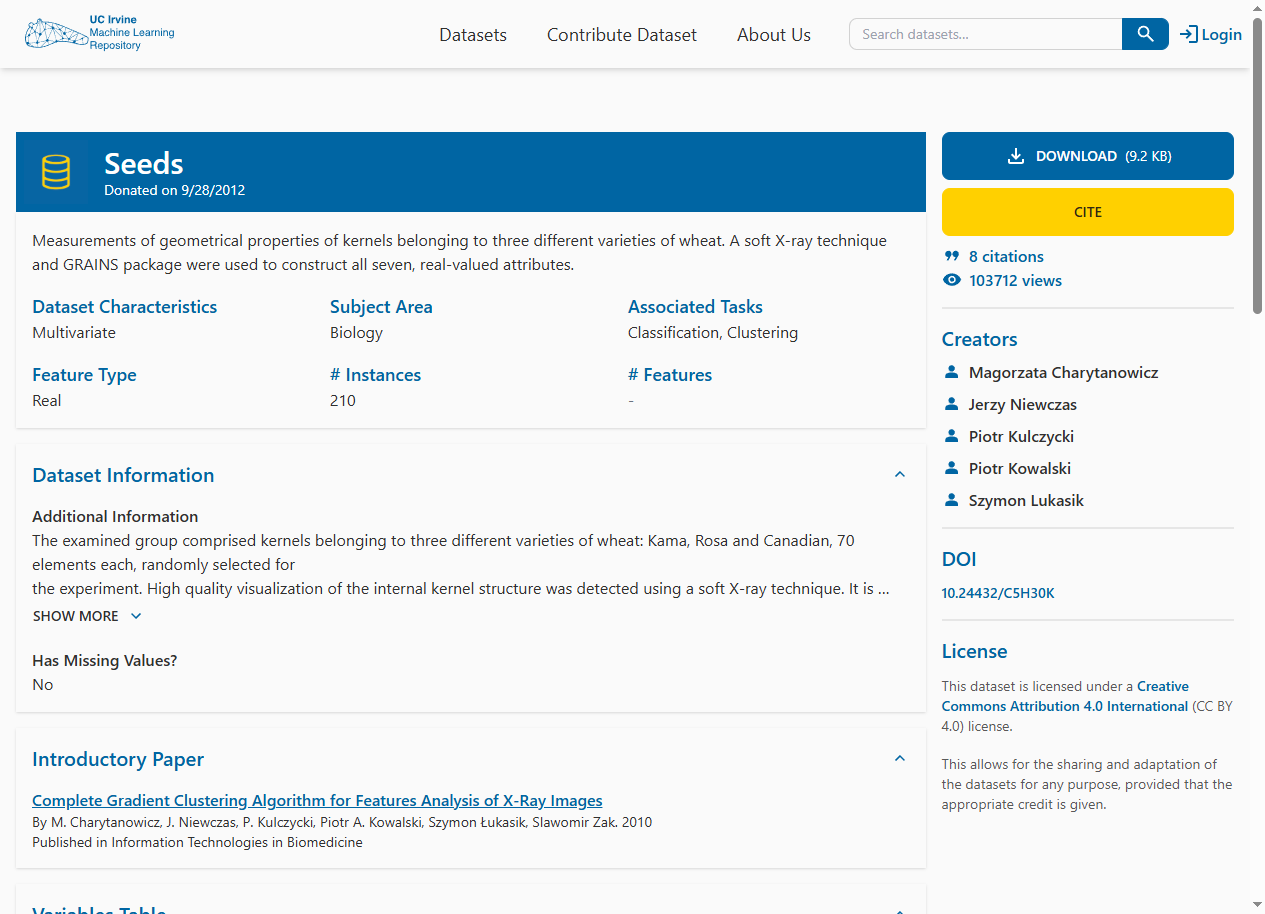 UC Irvine
Machine Learning
Repository
Datasets
Contribute Dataset
About Us
Search datasets...
Login
Seeds
Donated on 9/28/2012
Measurements of geometrical properties of kernels belonging to three different varieties of wheat. A soft X-ray technique
and GRAINS package were used to construct all seven, real-valued attributes.
Dataset Characteristics
Multivariate
Subject Area
Biology
Associated Tasks
Classification, Clustering
Feature Type
Real
# Instances
210
# Features
-
Dataset Information
Additional Information
The examined group comprised kernels belonging to three different varieties of wheat: Kama, Rosa and Canadian, 70
elements each, randomly selected for
the experiment. High quality visualization of the internal kernel structure was detected using a soft X-ray technique. It is ...
SHOW MORE
Has Missing Values?
No
Introductory Paper
Complete Gradient Clustering Algorithm for Features Analysis of X-Ray Images
By M. Charytanowicz, J. Niewczas, P. Kulczycki, Piotr A. Kowalski, Szymon Łukasik, Slawomir Zak. 2010
Published in Information Technologies in Biomedicine
Variables Table
DOWNLOAD (9.2 KB)
CITE
8 citations
103712 views
Creators
Magorzata Charytanowicz
Jerzy Niewczas
Piotr Kulczycki
Piotr Kowalski
Szymon Lukasik
DOI
10.24432/C5H30K
License
This dataset is licensed under a Creative
Commons Attribution 4.0 International (CC BY
4.0) license.
This allows for the sharing and adaptation of
the datasets for any purpose, provided that the
appropriate credit is given.